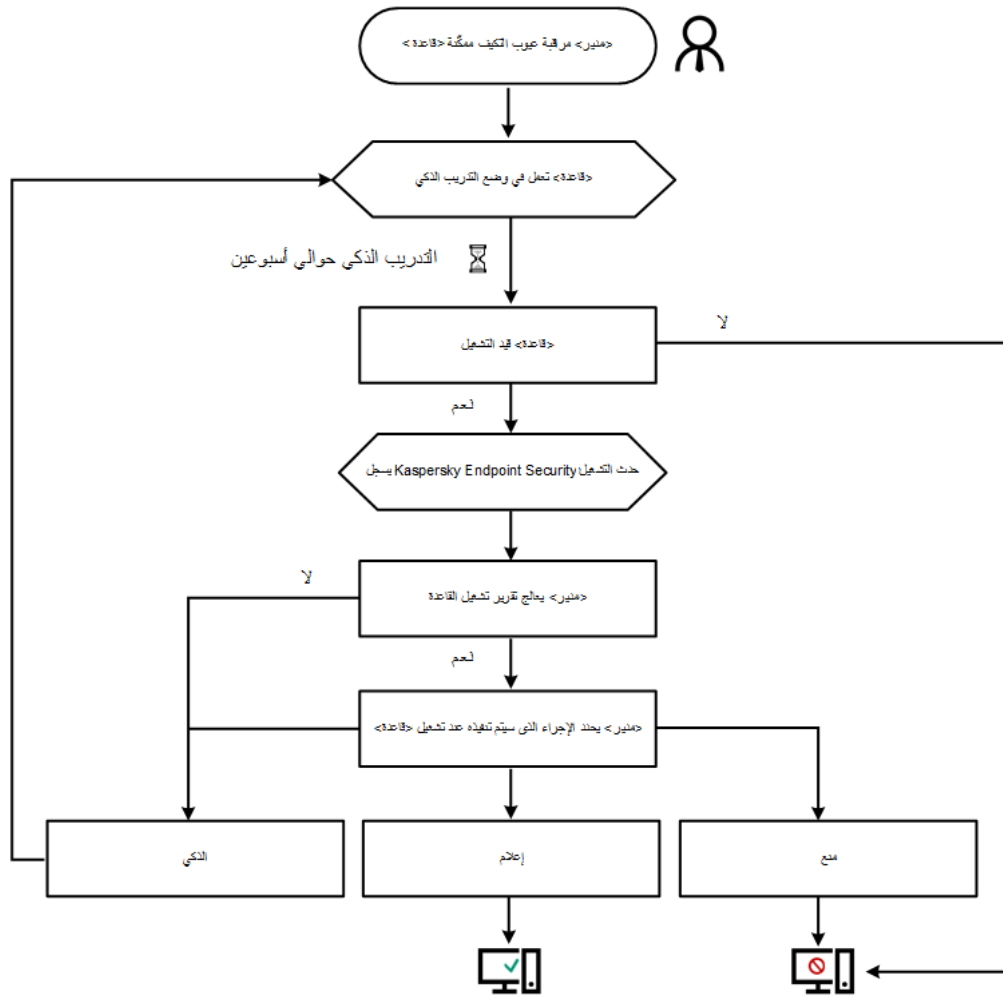 <مدير> مراقبة عيوب التكيف ممكَّنة <قاعدة>
<قاعدة> تعمل في وضع التدريب الذكي
التدريب الذكي حوالي أسبوعين
<قاعدة> قيد التشغيل
لا
نعم
يسجل Kaspersky Endpoint Security حدث التشغيل
<مدير> يعالج تقرير تشغيل القاعدة
لا
نعم
<مدير> يحدد الإجراء الذي سيتم تنفيذه عند تشغيل <قاعدة>
منع
إعلام
الذكي